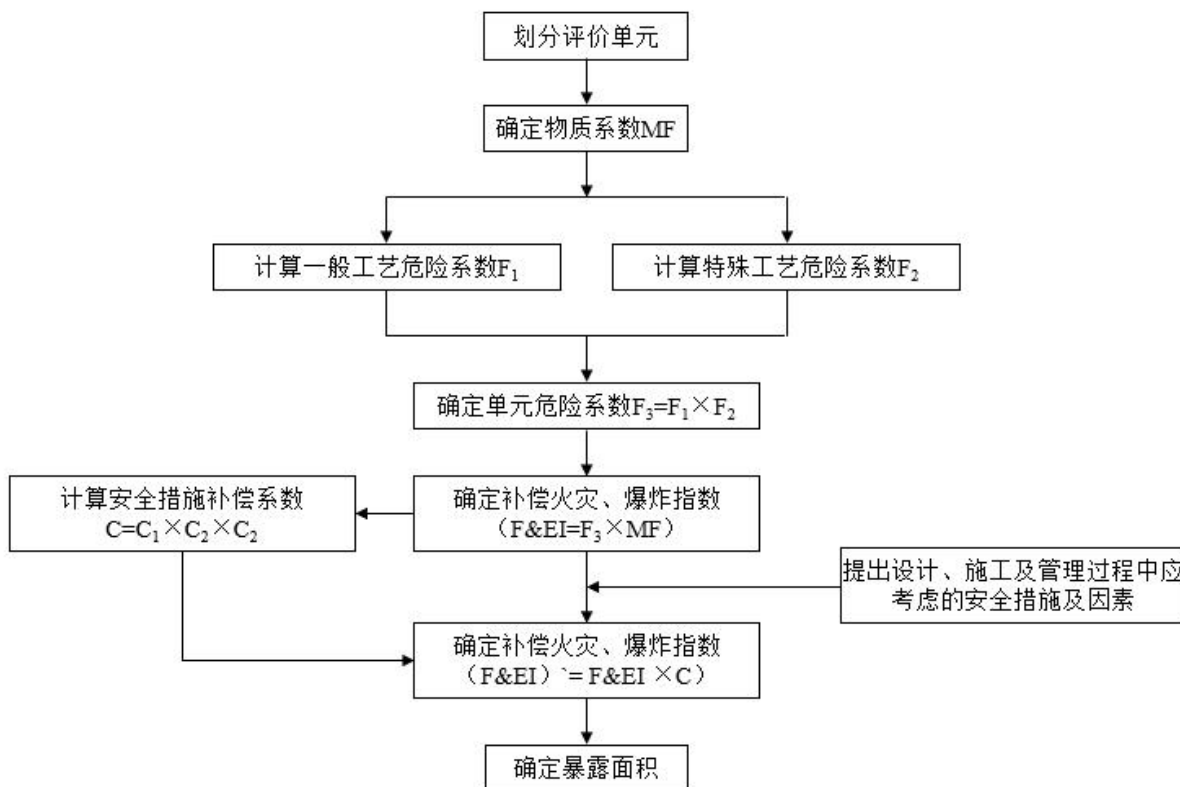 划分评价单元
确定物质系数MF
计算一般工艺危险系数F₁
计算特殊工艺危险系数F₂
确定单元危险系数F₃=F₁×F₂
计算安全措施补偿系数
C=C₁×C₂×C₂
确定补偿火灾、爆炸指数
（F&EI=F₃×MF）
提出设计、施工及管理过程中应
考虑的安全措施及因素
确定补偿火灾、爆炸指数
（F&EI）`= F&EI ×C）
确定暴露面积